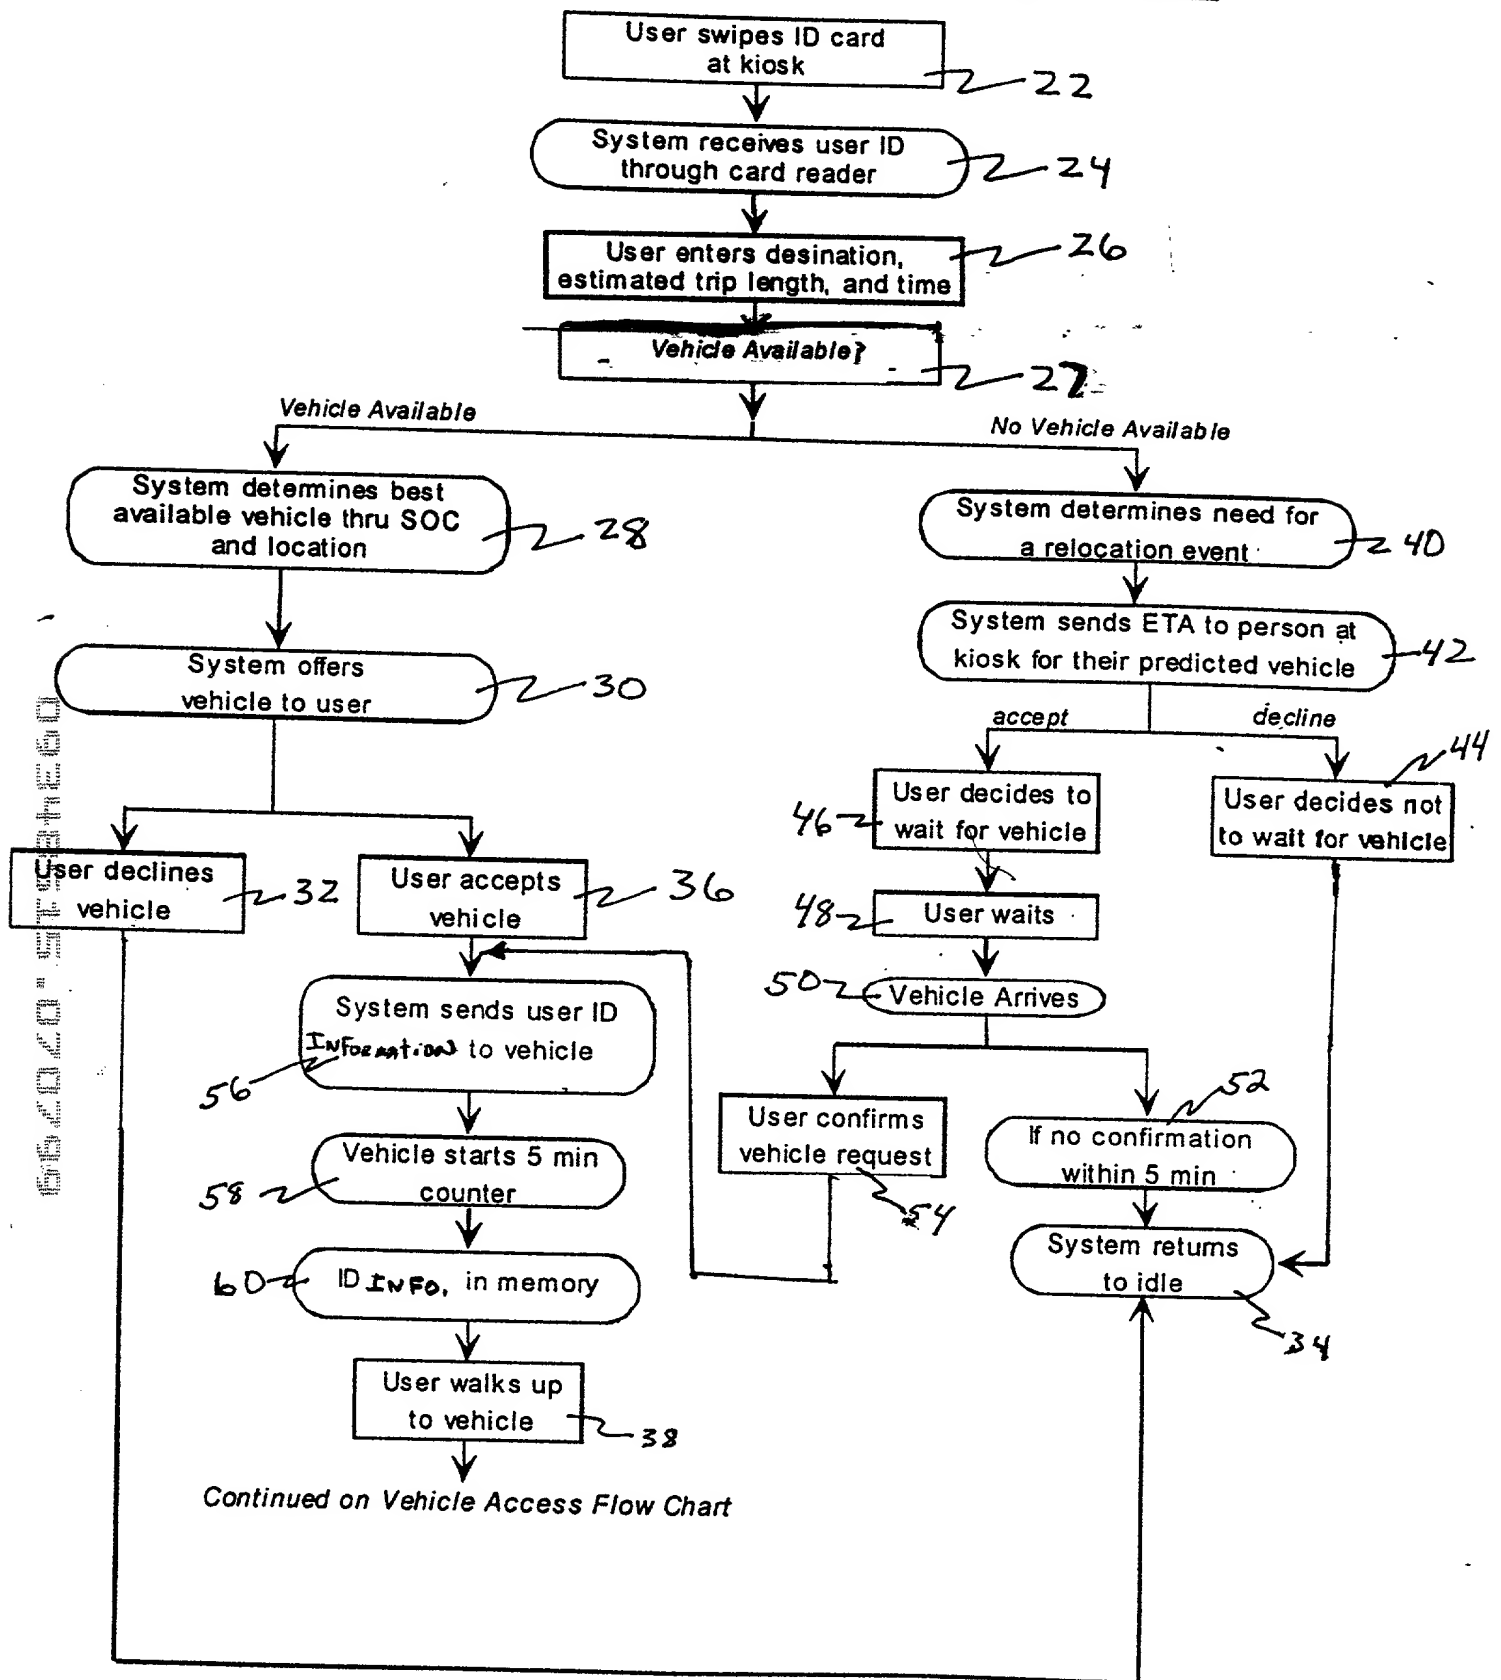 User swipes ID card
at kiosk
22
System receives user ID
through card reader
24
User enters desination,
estimated trip length, and time
26
Vehicle Available?
27
Vehicle Available
No Vehicle Available
System determines best
available vehicle thru SOC
and location
28
System determines need for
a relocation event
40
System offers
vehicle to user
30
System sends ETA to person at
kiosk for their predicted vehicle
42
accept
decline
User decides to
wait for vehicle
46
User decides not
to wait for vehicle
44
User declines
vehicle
32
User accepts
vehicle
36
User waits
48
Vehicle Arrives
50
System sends user ID
INFORMATION to vehicle
56
User confirms
vehicle request
54
If no confirmation
within 5 min
52
Vehicle starts 5 min
counter
58
System returns
to idle
34
ID INFO. in memory
60
User walks up
to vehicle
38
Continued on Vehicle Access Flow Chart